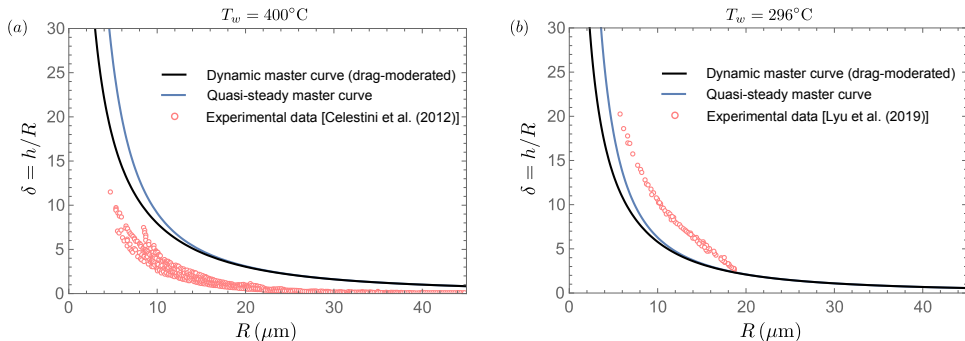 (a) T_w = 400°C
30
25
20
15
10
5
0
δ = h/R
Dynamic master curve (drag-moderated)
Quasi-steady master curve
Experimental data [Celestini et al. (2012)]
0 10 20 30 40
R (μm)
(b) T_w = 296°C
30
25
20
15
10
5
0
δ = h/R
Dynamic master curve (drag-moderated)
Quasi-steady master curve
Experimental data [Lyu et al. (2019)]
0 10 20 30 40
R (μm)